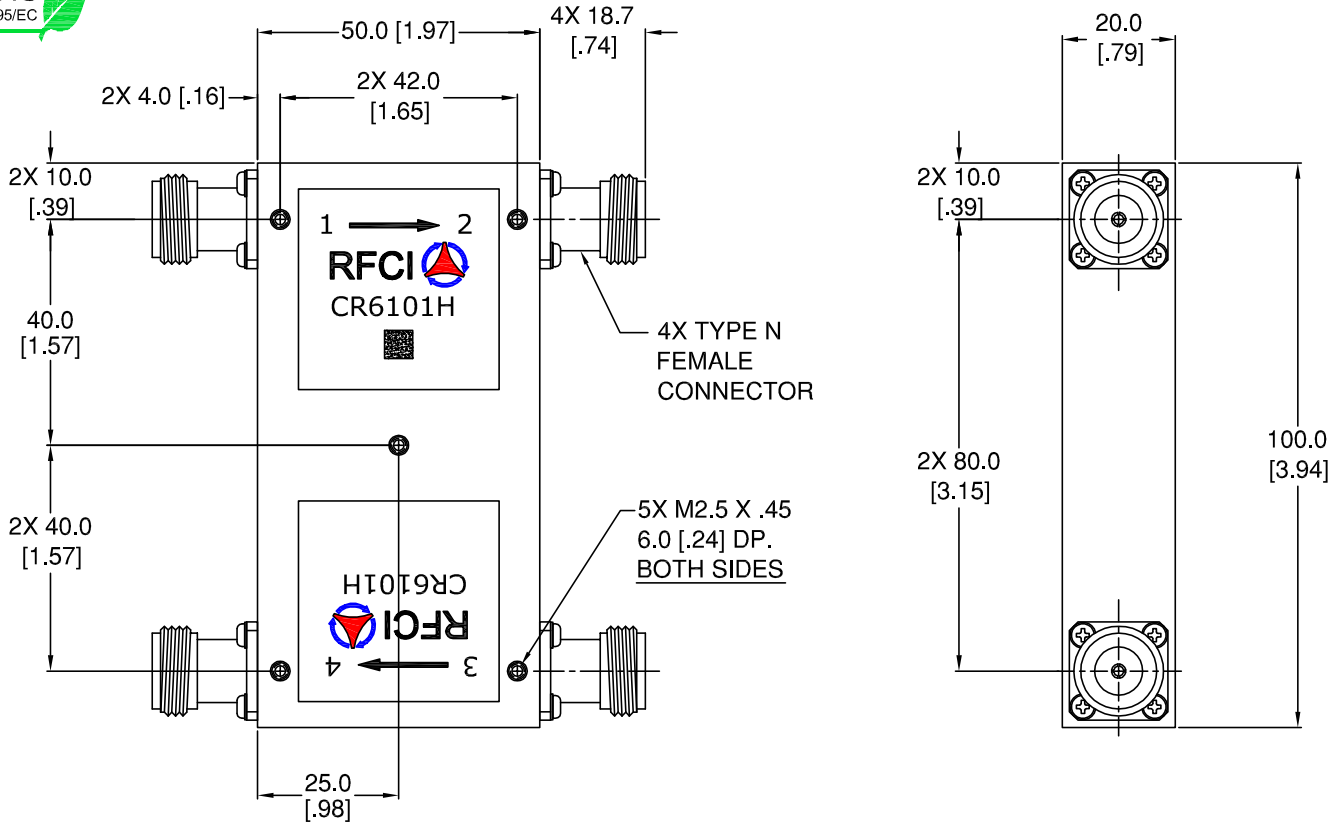 95/EC
50.0 [1.97]
4X 18.7
[.74]
20.0
[.79]
2X 4.0 [.16]
2X 42.0
[1.65]
2X 10.0
[.39]
2X 10.0
[.39]
1 2
RFCI
CR6101H
40.0
[1.57]
4X TYPE N
FEMALE
CONNECTOR
100.0
[3.94]
2X 80.0
[3.15]
2X 40.0
[1.57]
5X M2.5 X .45
6.0 [.24] DP.
BOTH SIDES
CR6101H
RFCI
3 4
25.0
[.98]